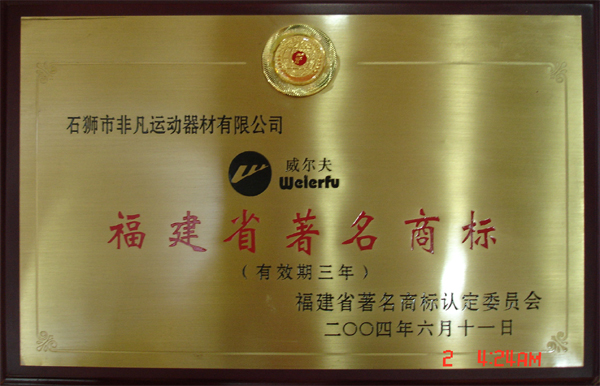 石狮市非凡运动器材有限公司
威尔夫
Welerfu
福建省著名商标
（有效期三年）
福建省著名商标认定委员会
二〇〇四年六月十一日
2 4:24AM